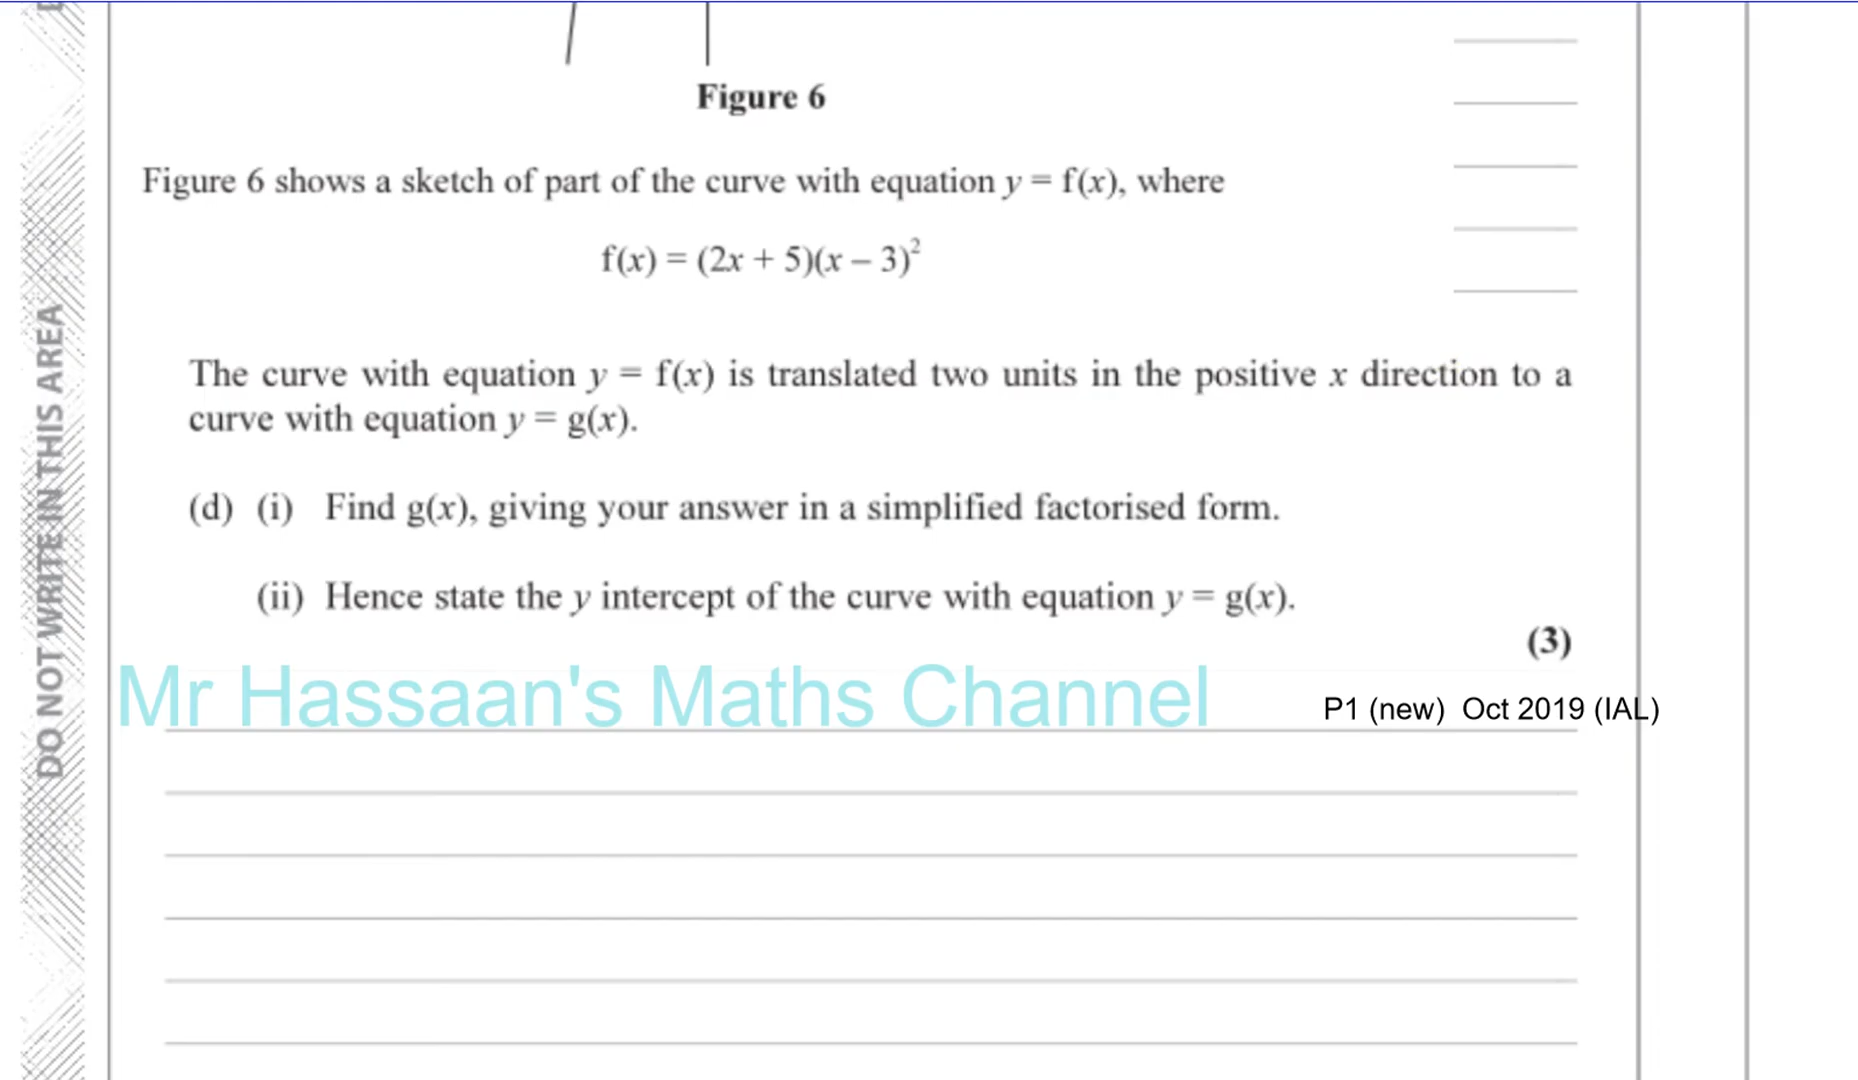 Figure 6
Figure 6 shows a sketch of part of the curve with equation y = f(x), where
f(x) = (2x + 5)(x – 3)²
The curve with equation y = f(x) is translated two units in the positive x direction to a
curve with equation y = g(x).
(d) (i) Find g(x), giving your answer in a simplified factorised form.
(ii) Hence state the y intercept of the curve with equation y = g(x).
(3)
Mr Hassaan's Maths Channel
P1 (new) Oct 2019 (IAL)
DO NOT WRITE IN THIS AREA